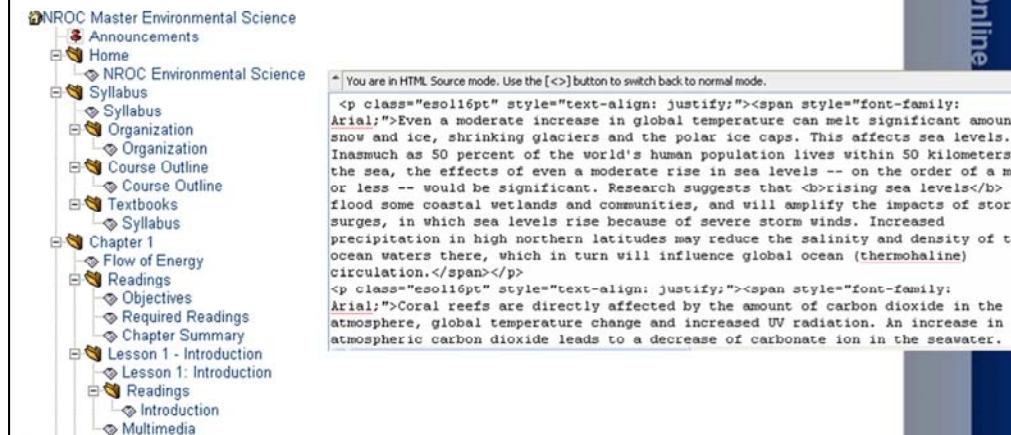 NROC Master Environmental Science
Announcements
Home
NROC Environmental Science
Syllabus
Syllabus
Organization
Organization
Course Outline
Course Outline
Textbooks
Syllabus
Chapter 1
Flow of Energy
Readings
Objectives
Required Readings
Chapter Summary
Lesson 1 - Introduction
Lesson 1: Introduction
Readings
Introduction
Multimedia
You are in HTML Source mode. Use the [<>] button to switch back to normal mode.
<p class="esol16pt" style="text-align: justify;"><span style="font-family:
Arial;">Even a moderate increase in global temperature can melt significant amoun
snow and ice, shrinking glaciers and the polar ice caps. This affects sea levels.
Inasmuch as 50 percent of the world's human population lives within 50 kilometers
the sea, the effects of even a moderate rise in sea levels -- on the order of a m
or less -- would be significant. Research suggests that <b>rising sea levels</b>
flood some coastal wetlands and communities, and will amplify the impacts of stor
surges, in which sea levels rise because of severe storm winds. Increased
precipitation in high northern latitudes may reduce the salinity and density of t
ocean waters there, which in turn will influence global ocean (thermohaline)
circulation.</span></p>
<p class="esol16pt" style="text-align: justify;"><span style="font-family:
Arial;">Coral reefs are directly affected by the amount of carbon dioxide in the
atmosphere, global temperature change and increased UV radiation. An increase in
atmospheric carbon dioxide leads to a decrease of carbonate ion in the seawater.
nline